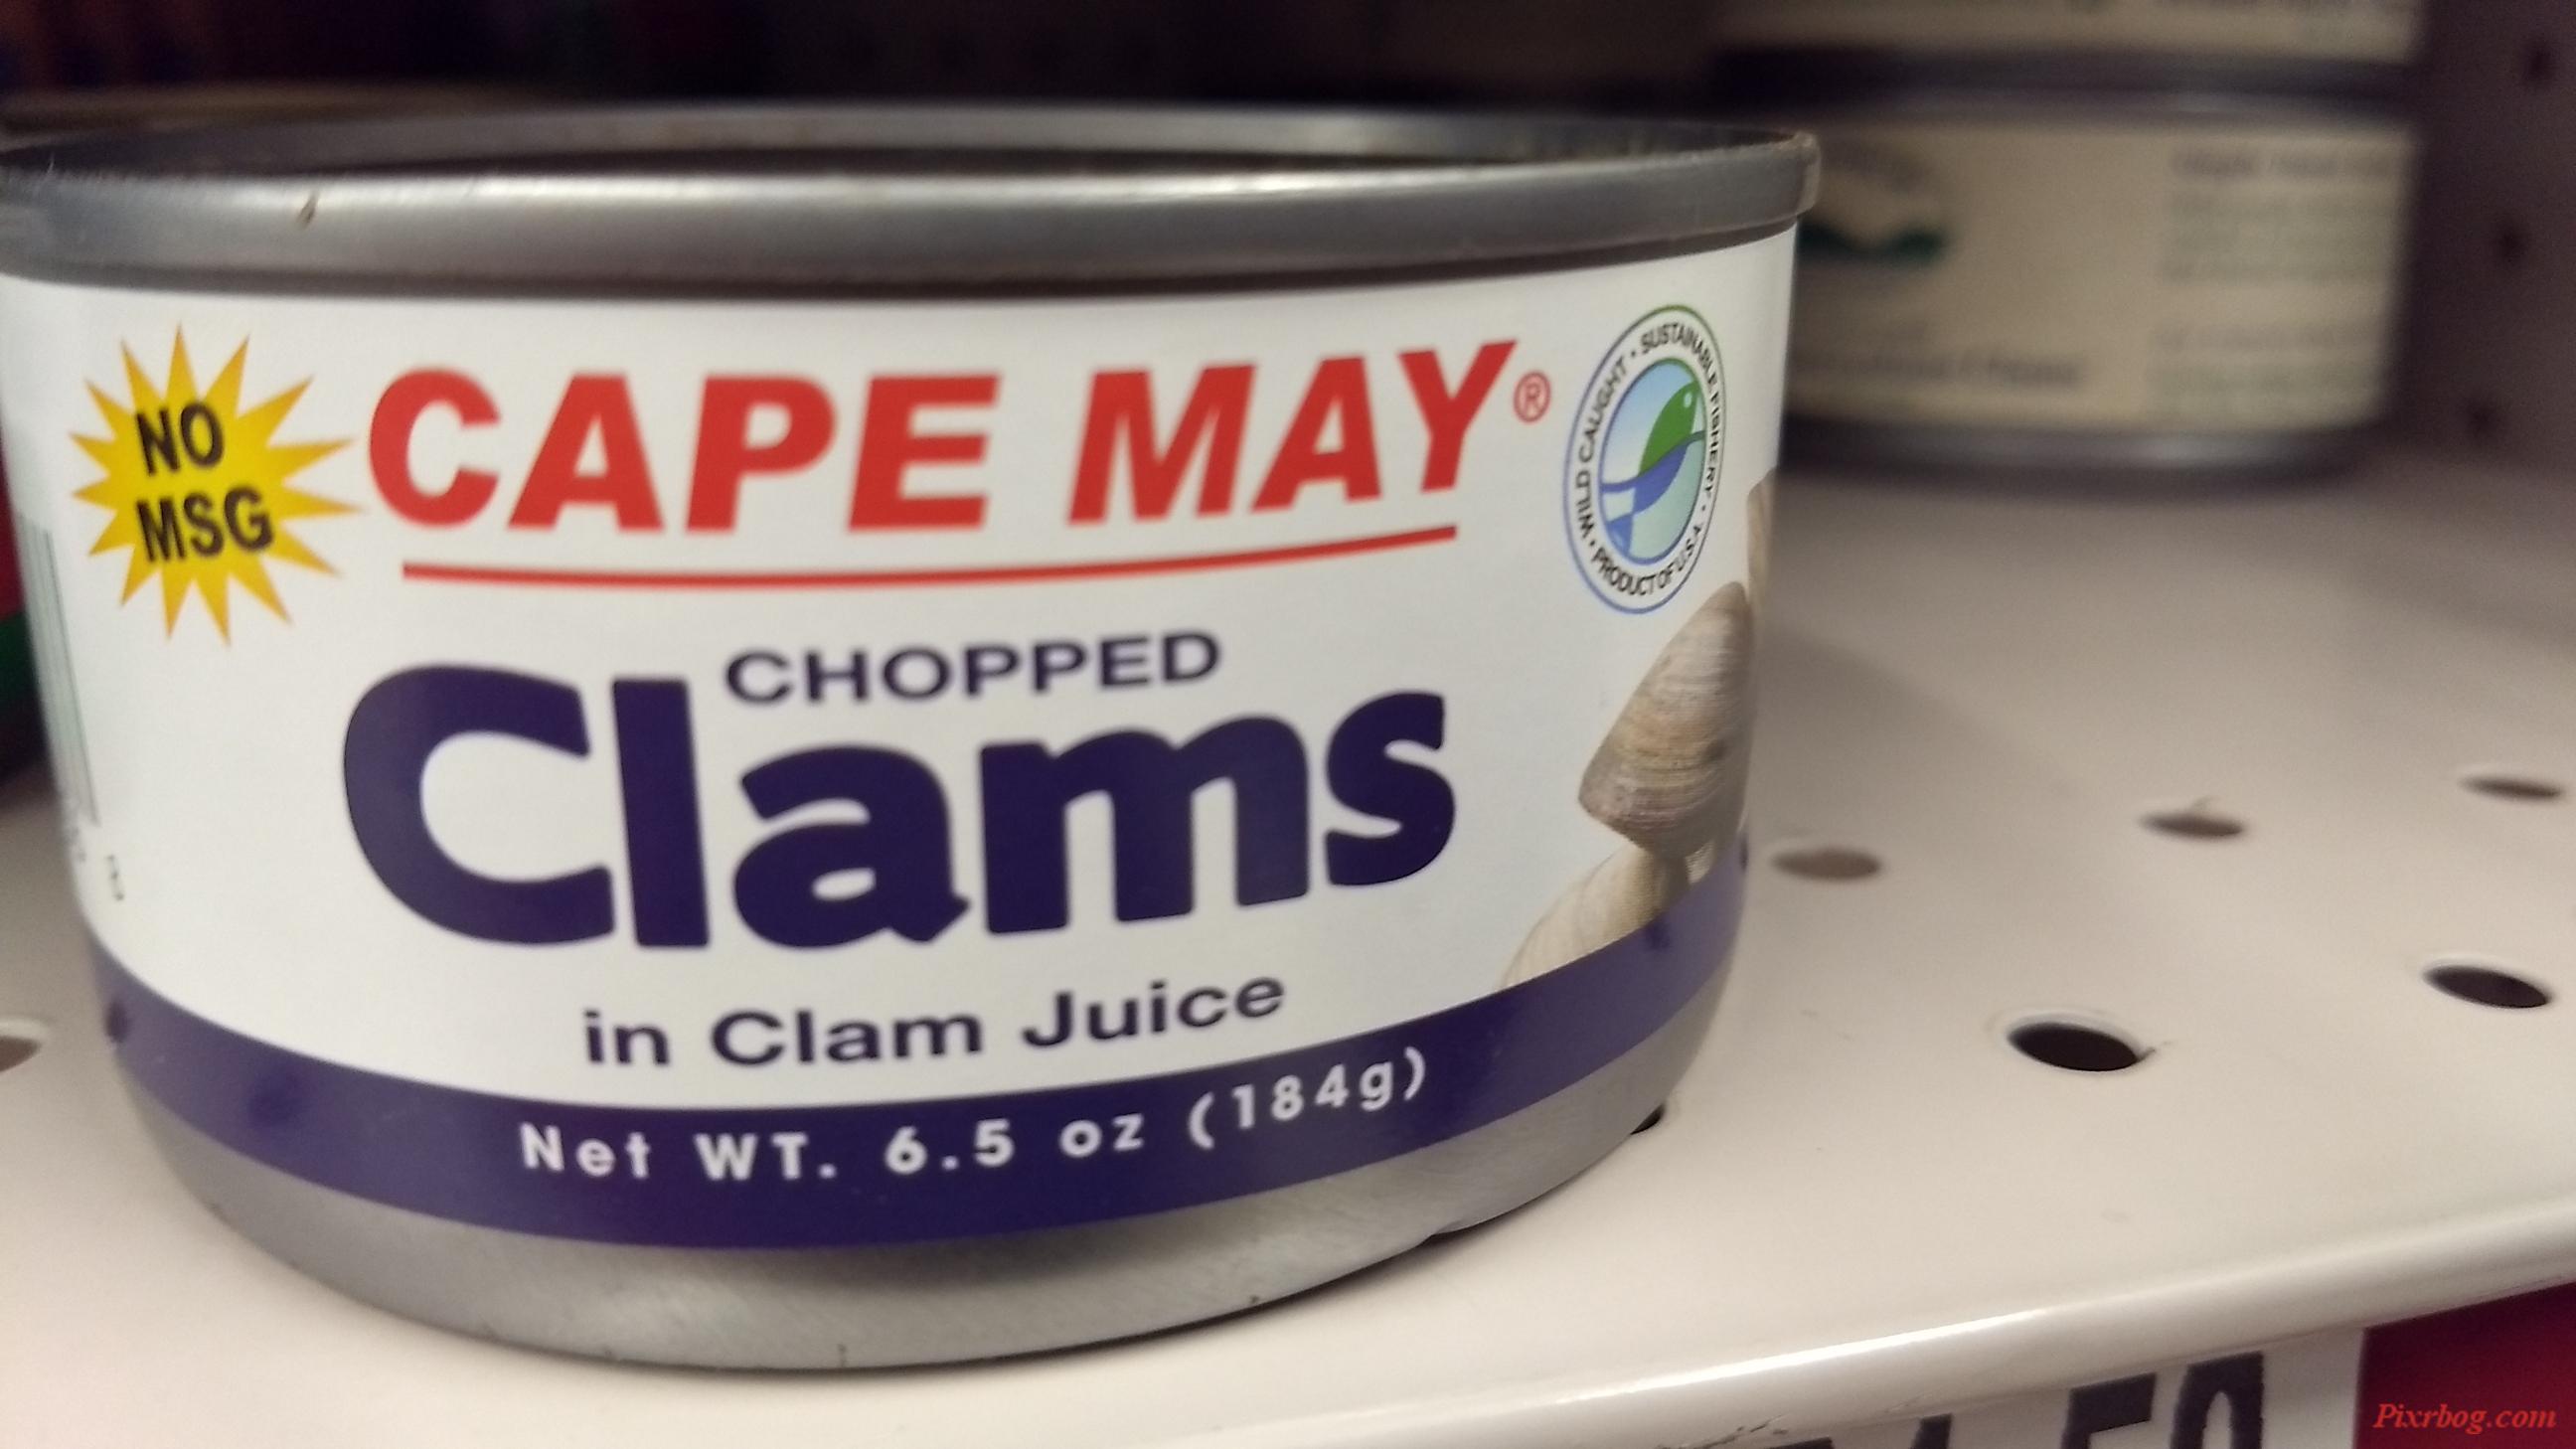 NO
MSG
CAPE MAY®
WILD CAUGHT • SUSTAINABLE FISHERY • PRODUCT OF U.S.A. •
CHOPPED
Clams
in Clam Juice
Net WT. 6.5 oz (184g)
Pixrbog.com